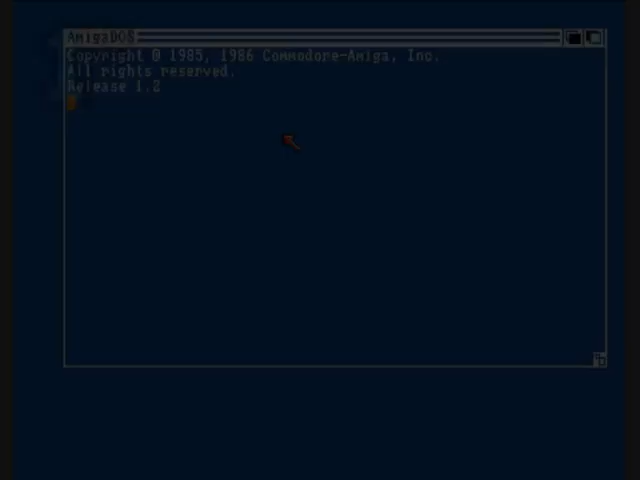 AmigaDOS
Copyright © 1985, 1986 Commodore-Amiga, Inc.
All rights reserved.
Release 1.2